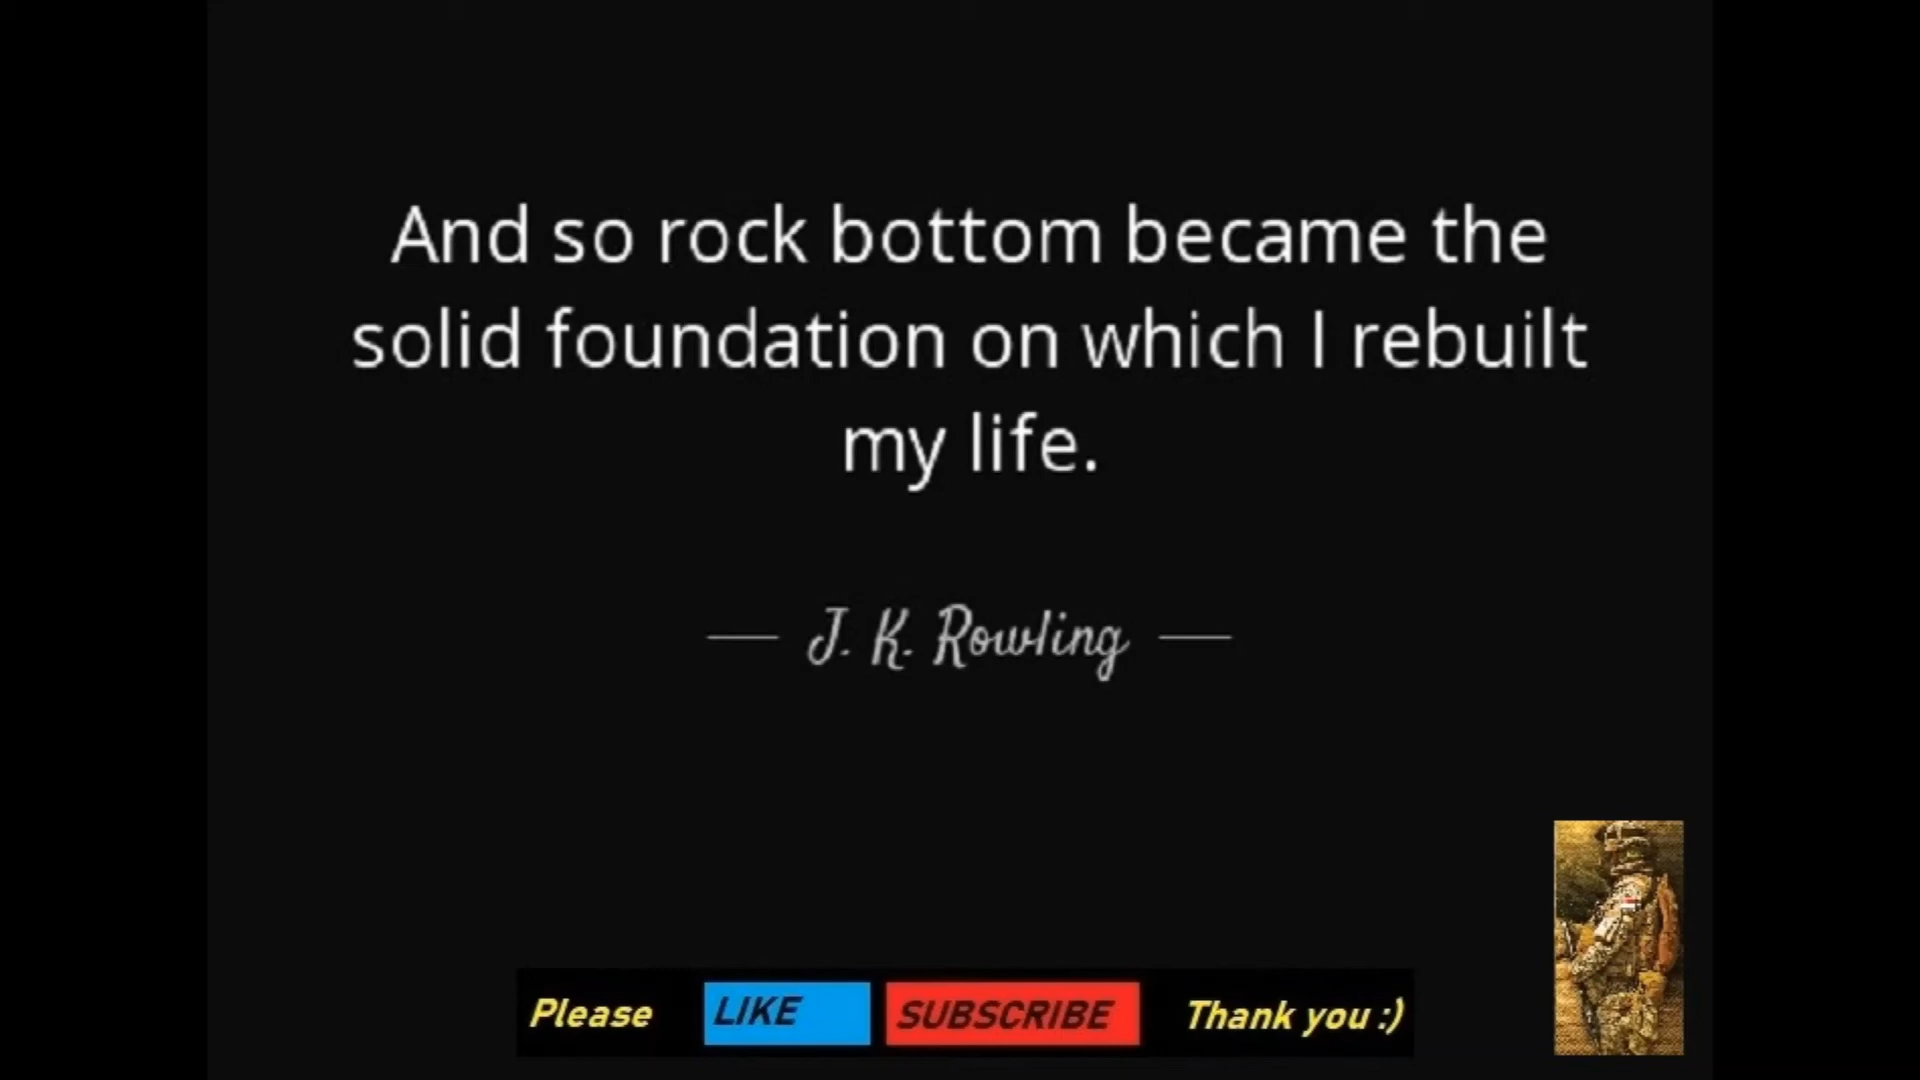 And so rock bottom became the
solid foundation on which I rebuilt
my life.
— J. K. Rowling —
Please LIKE SUBSCRIBE Thank you :)